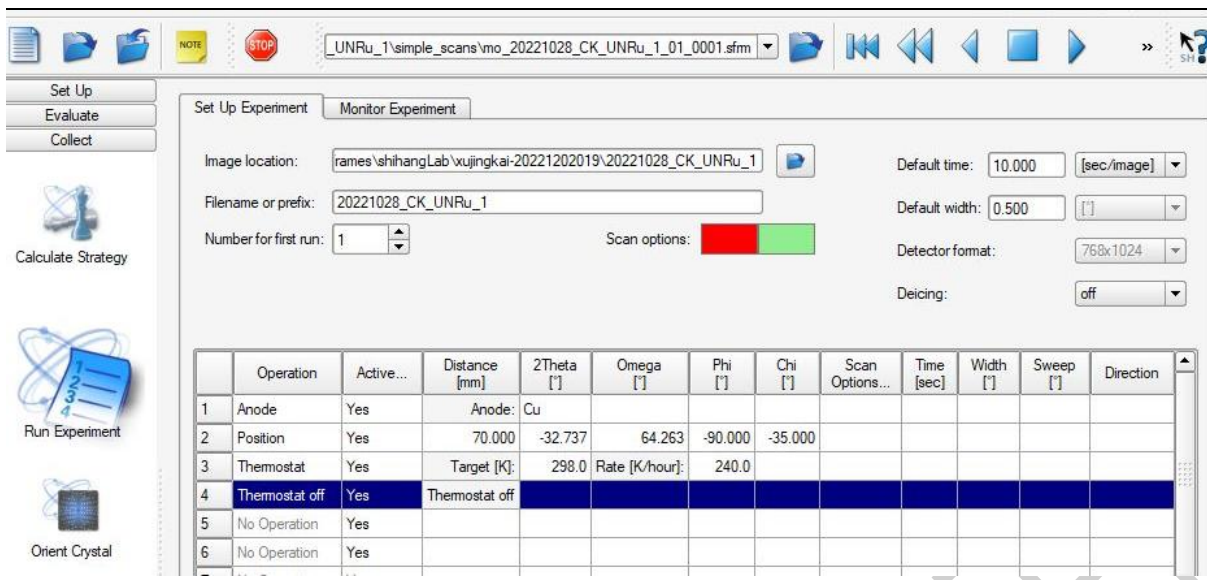 NOTE
STOP
_UNRu_1\simple_scans\mo_20221028_CK_UNRu_1_01_0001.sfrm
»
SH
Set Up
Evaluate
Collect
Calculate Strategy
Run Experiment
Orient Crystal
Set Up Experiment Monitor Experiment
Image location: rames\shihangLab\xujingkai-20221202019\20221028_CK_UNRu_1
Default time: 10.000 [sec/image]
Filename or prefix: 20221028_CK_UNRu_1
Default width: 0.500 [°]
Number for first run: 1 Scan options:
Detector format: 768x1024
Deicing: off
Operation Active... Distance [mm] 2Theta [°] Omega [°] Phi [°] Chi [°] Scan Options... Time [sec] Width [°] Sweep [°] Direction
1 Anode Yes Anode: Cu
2 Position Yes 70.000 -32.737 64.263 -90.000 -35.000
3 Thermostat Yes Target [K]: 298.0 Rate [K/hour]: 240.0
4 Thermostat off Yes Thermostat off
5 No Operation Yes
6 No Operation Yes